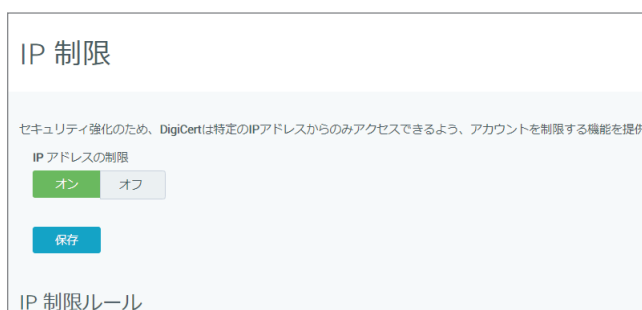 IP 制限
セキュリティ強化のため、DigiCertは特定のIPアドレスからのみアクセスできるよう、アカウントを制限する機能を提供
IP アドレスの制限
オン オフ
保存
IP 制限ルール